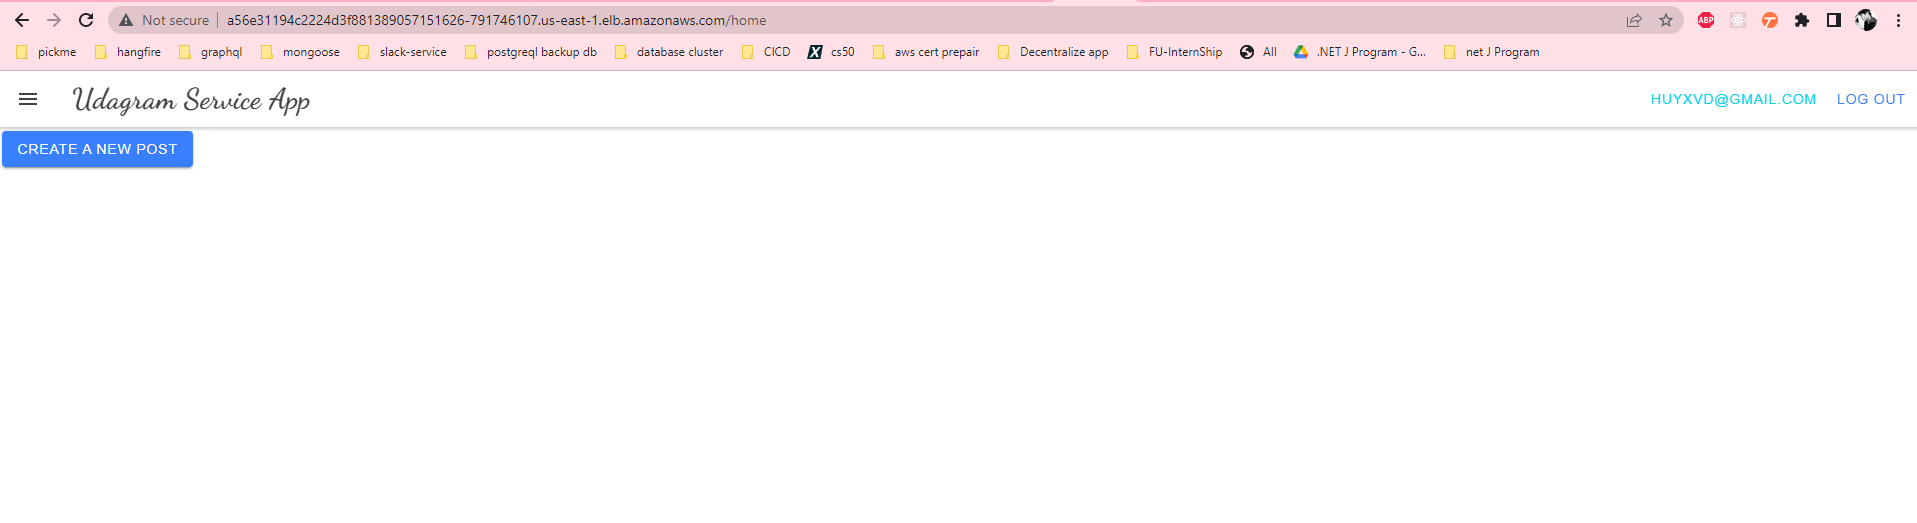 Not secure a56e31194c2224d3f881389057151626-791746107.us-east-1.elb.amazonaws.com/home ABP
pickme hangfire graphql mongoose slack-service postgreql backup db database cluster CICD X cs50 aws cert prepair Decentralize app FU-InternShip All .NET J Program - G... net J Program
Udagram Service App HUYXVD@GMAIL.COM LOG OUT
CREATE A NEW POST